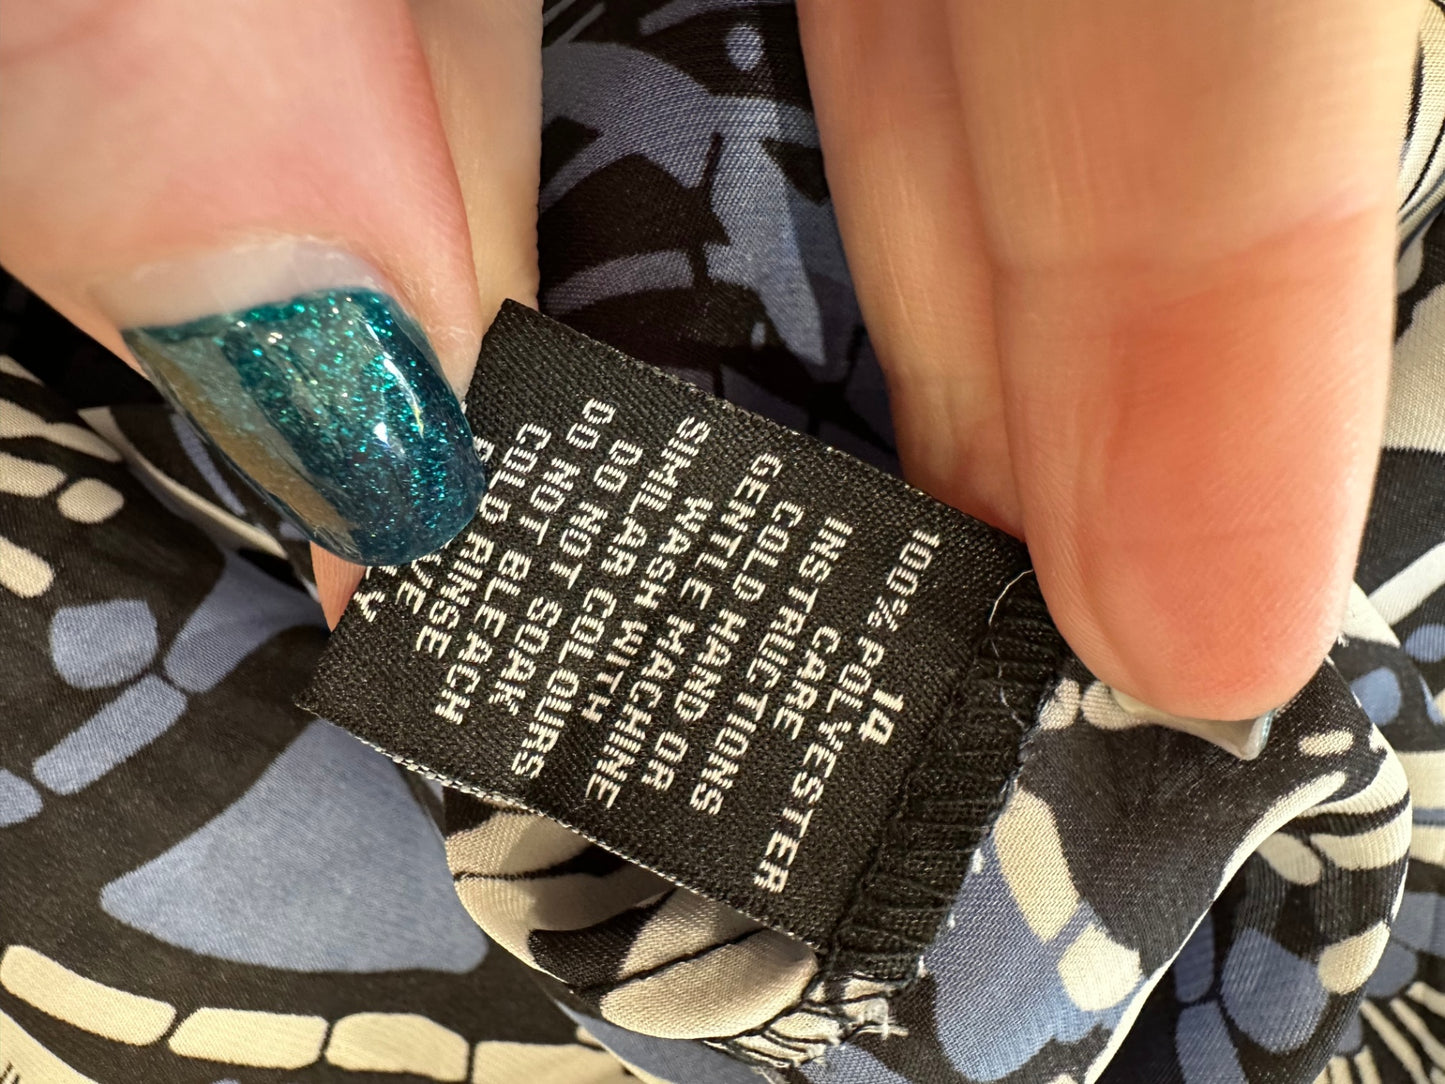 14
100% POLYESTER
CARE
INSTRUCTIONS
COLD HAND OR
GENTLE MACHINE
WASH WITH
SIMILAR COLOURS
DO NOT SOAK
DO NOT BLEACH
COLD RINSE